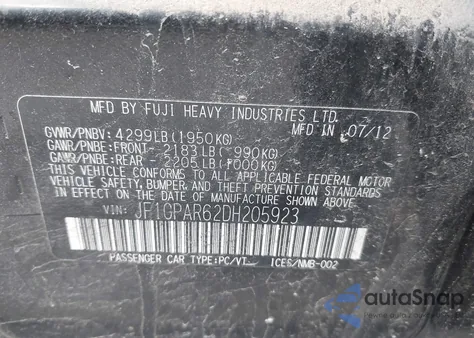 MFD BY FUJI HEAVY INDUSTRIES LTD.
GVWR/PNBV: 4299LB(1950KG) 07/12
GAWR/PNBE:FRONT- 2183LB( 990KG)
GAWR/PNBE:REAR - 2205LB(1000KG)
THIS VEHICLE CONFORMS TO ALL APPLICABLE FEDERAL MOTOR
VEHICLE SAFETY, BUMPER, AND THEFT PREVENTION STANDARDS
IN EFFECT ON THE DATE OF MANUFACTURE SHOWN ABOVE.
VIN: JF1GPAR62DH205923
PASSENGER CAR TYPE:PC/VT ICES/NMB-002
autoSnap